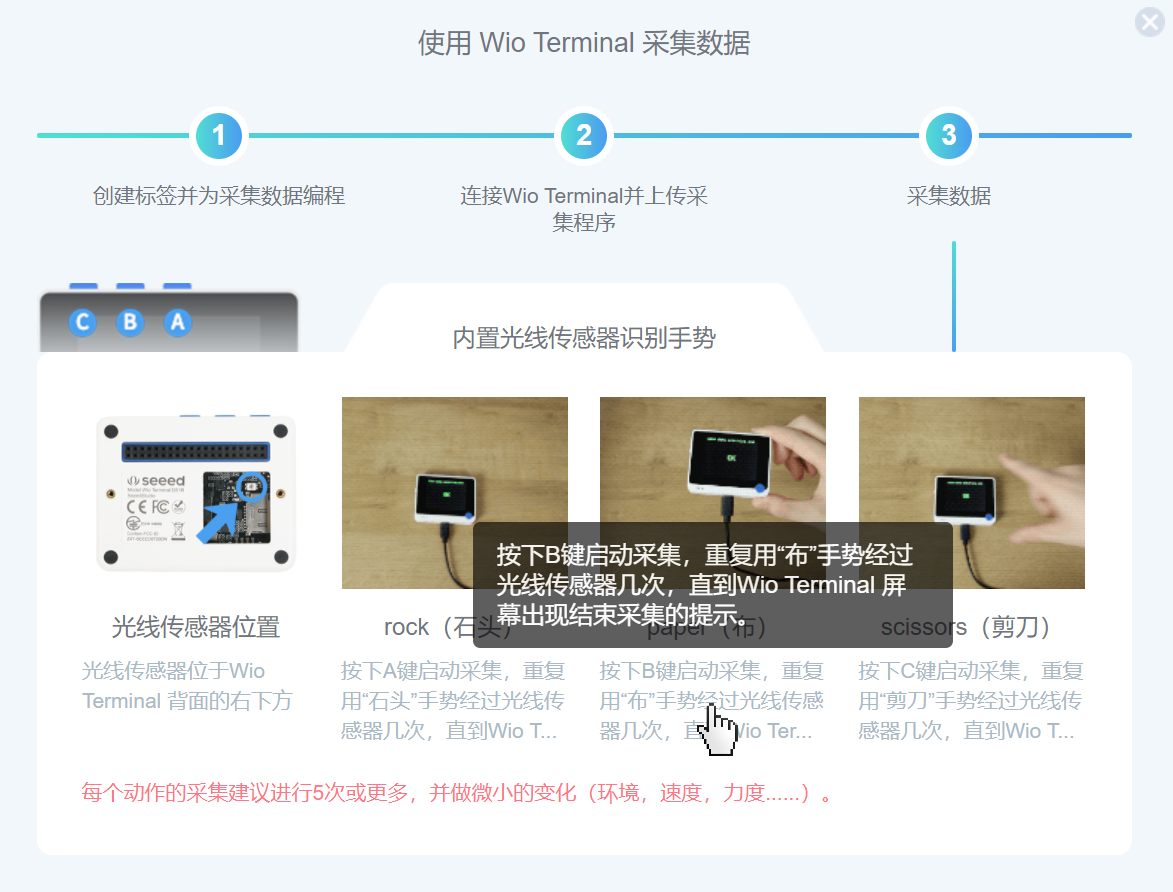 使用 Wio Terminal 采集数据
1
2
3
创建标签并为采集数据编程
连接Wio Terminal并上传采
集程序
采集数据
C B A
内置光线传感器识别手势
seeed
OK
OK
OK
按下B键启动采集，重复用“布”手势经过
光线传感器几次，直到Wio Terminal 屏
幕出现结束采集的提示。
光线传感器位置
光线传感器位于Wio
Terminal 背面的右下方
rock（石头）
按下A键启动采集，重复
用“石头”手势经过光线传
感器几次，直到Wio T...
paper（布）
按下B键启动采集，重复
用“布”手势经过光线传感
器几次，直 Wio Ter...
scissors（剪刀）
按下C键启动采集，重复
用“剪刀”手势经过光线传
感器几次，直到Wio T...
每个动作的采集建议进行5次或更多，并做微小的变化（环境，速度，力度......）。